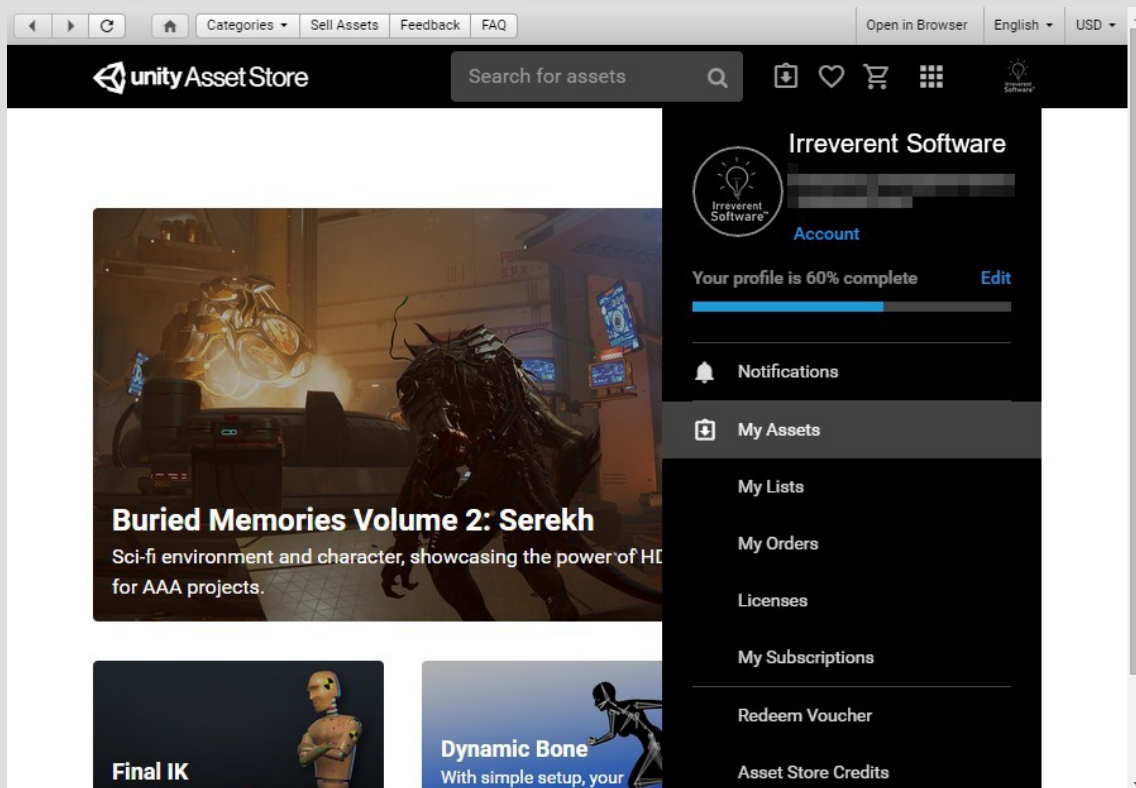 Categories
Sell Assets
Feedback
FAQ
Open in Browser
English
USD
unity Asset Store
Search for assets
Irreverent
Software™
Irreverent Software
Irreverent
Software™
Account
Your profile is 60% complete
Edit
Notifications
My Assets
My Lists
My Orders
Licenses
My Subscriptions
Redeem Voucher
Asset Store Credits
Buried Memories Volume 2: Serekh
Sci-fi environment and character, showcasing the power of HD
for AAA projects.
Final IK
Dynamic Bone
With simple setup, your